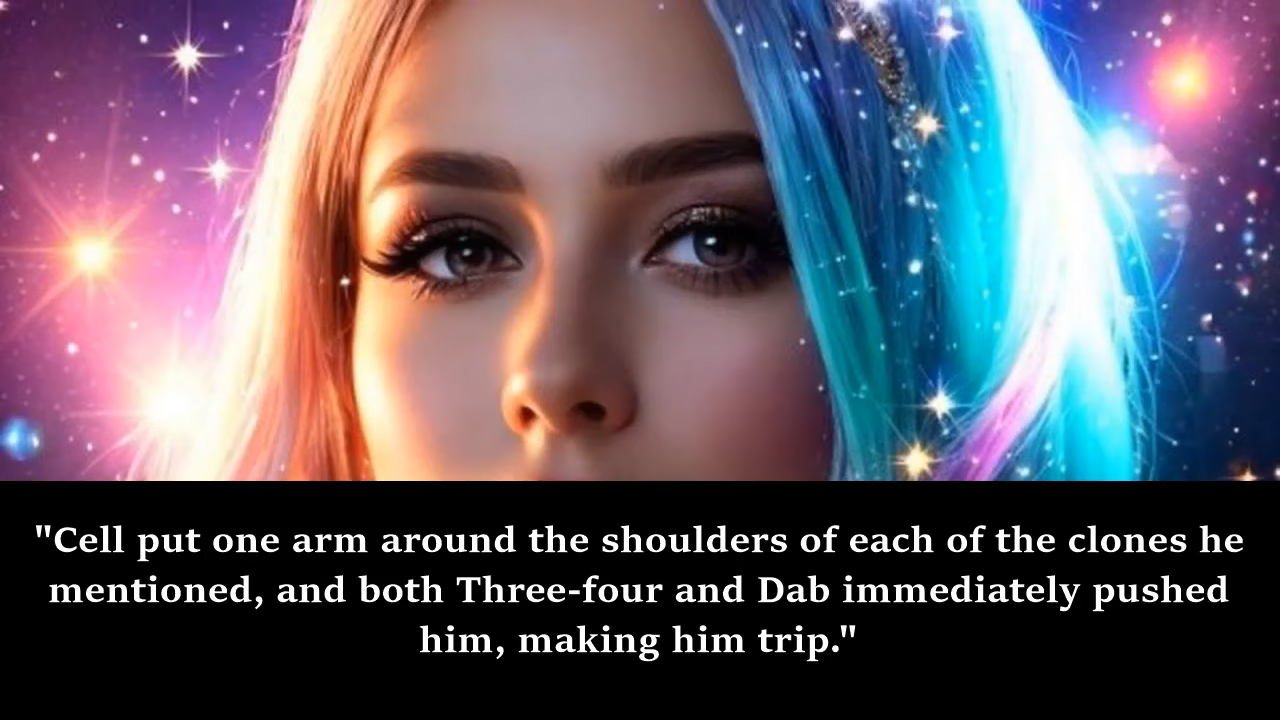 "Cell put one arm around the shoulders of each of the clones he
mentioned, and both Three-four and Dab immediately pushed
him, making him trip."